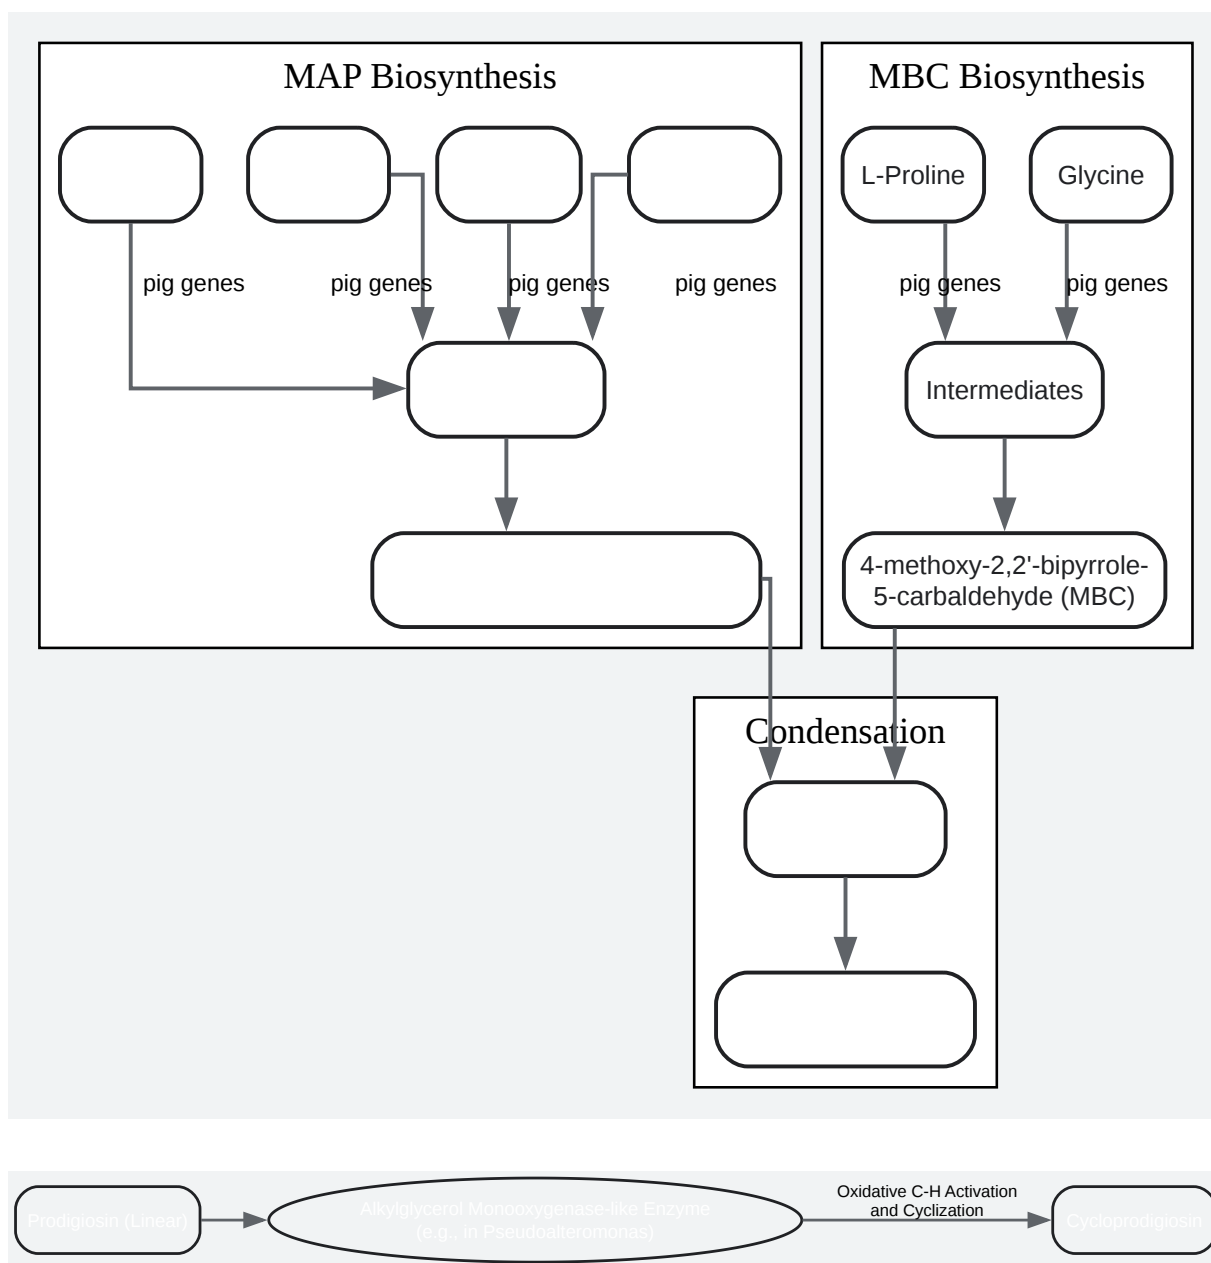 MAP Biosynthesis
MBC Biosynthesis
L-Proline
Glycine
pig genes
pig genes
pig genes
pig genes
pig genes
pig genes
Intermediates
4-methoxy-2,2'-bipyrrole-
5-carbaldehyde (MBC)
Condensation
Prodigiosin (Linear)
Alkylglycerol Monooxygenase-like Enzyme
(e.g., in Pseudoalteromonas)
Oxidative C-H Activation
and Cyclization
Cycloprodigiosin